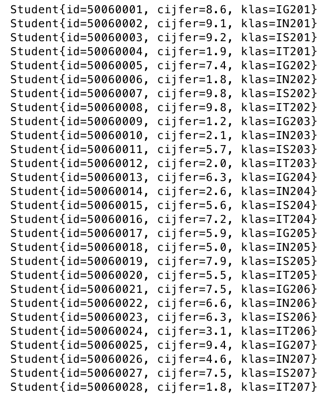 Student{id=50060001, cijfer=8.6, klas=IG201}
Student{id=50060002, cijfer=9.1, klas=IN201}
Student{id=50060003, cijfer=9.2, klas=IS201}
Student{id=50060004, cijfer=1.9, klas=IT201}
Student{id=50060005, cijfer=7.4, klas=IG202}
Student{id=50060006, cijfer=1.8, klas=IN202}
Student{id=50060007, cijfer=9.8, klas=IS202}
Student{id=50060008, cijfer=9.8, klas=IT202}
Student{id=50060009, cijfer=1.2, klas=IG203}
Student{id=50060010, cijfer=2.1, klas=IN203}
Student{id=50060011, cijfer=5.7, klas=IS203}
Student{id=50060012, cijfer=2.0, klas=IT203}
Student{id=50060013, cijfer=6.3, klas=IG204}
Student{id=50060014, cijfer=2.6, klas=IN204}
Student{id=50060015, cijfer=5.6, klas=IS204}
Student{id=50060016, cijfer=7.2, klas=IT204}
Student{id=50060017, cijfer=5.9, klas=IG205}
Student{id=50060018, cijfer=5.0, klas=IN205}
Student{id=50060019, cijfer=7.9, klas=IS205}
Student{id=50060020, cijfer=5.5, klas=IT205}
Student{id=50060021, cijfer=7.5, klas=IG206}
Student{id=50060022, cijfer=6.6, klas=IN206}
Student{id=50060023, cijfer=6.3, klas=IS206}
Student{id=50060024, cijfer=3.1, klas=IT206}
Student{id=50060025, cijfer=9.4, klas=IG207}
Student{id=50060026, cijfer=4.6, klas=IN207}
Student{id=50060027, cijfer=7.5, klas=IS207}
Student{id=50060028, cijfer=1.8, klas=IT207}